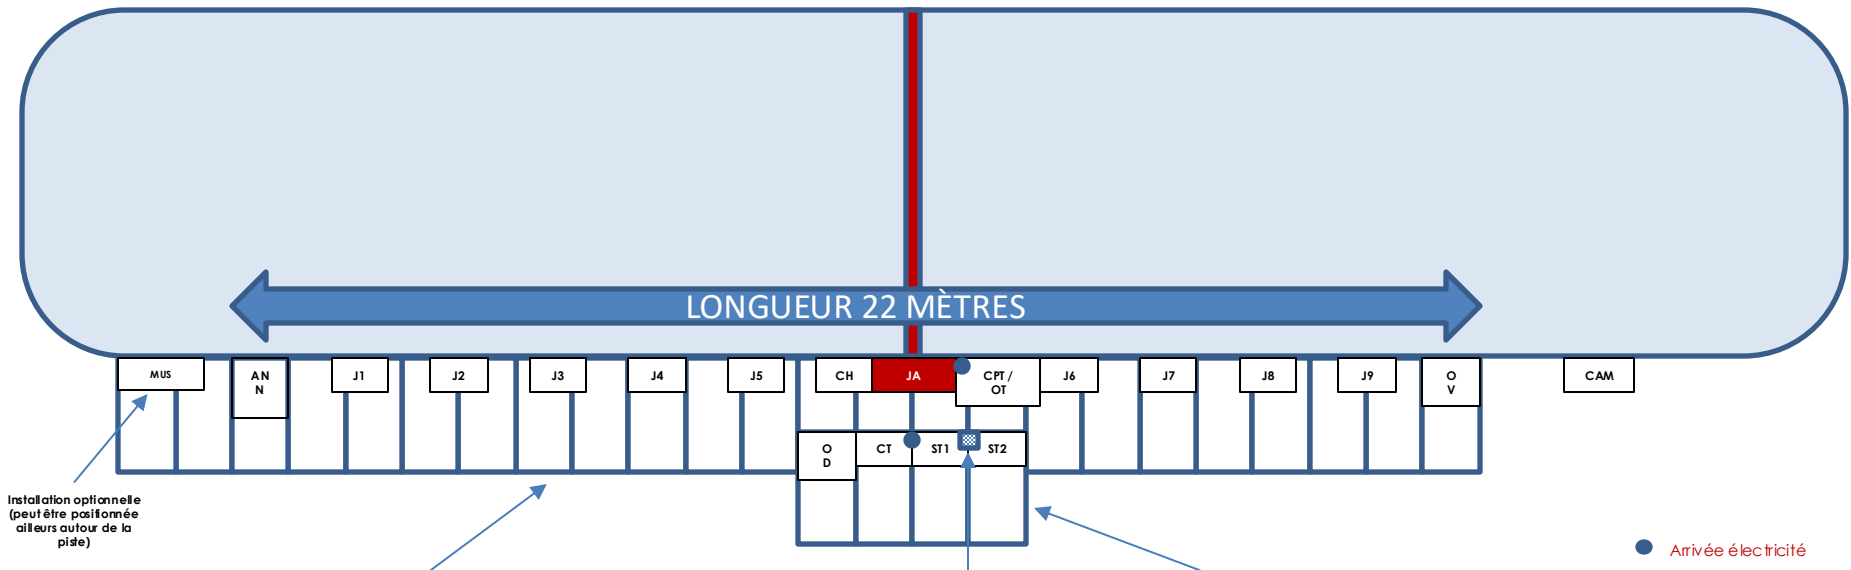 LONGUEUR 22 MÈTRES
MUS
AN
N
J1
J2
J3
J4
J5
CH
JA
CPT /
OT
J6
J7
J8
J9
O
V
CAM
O
D
CT
ST1
ST2
Installation optionnelle
(peut être positionnée
ailleurs autour de la
piste)
Arrivée électricité